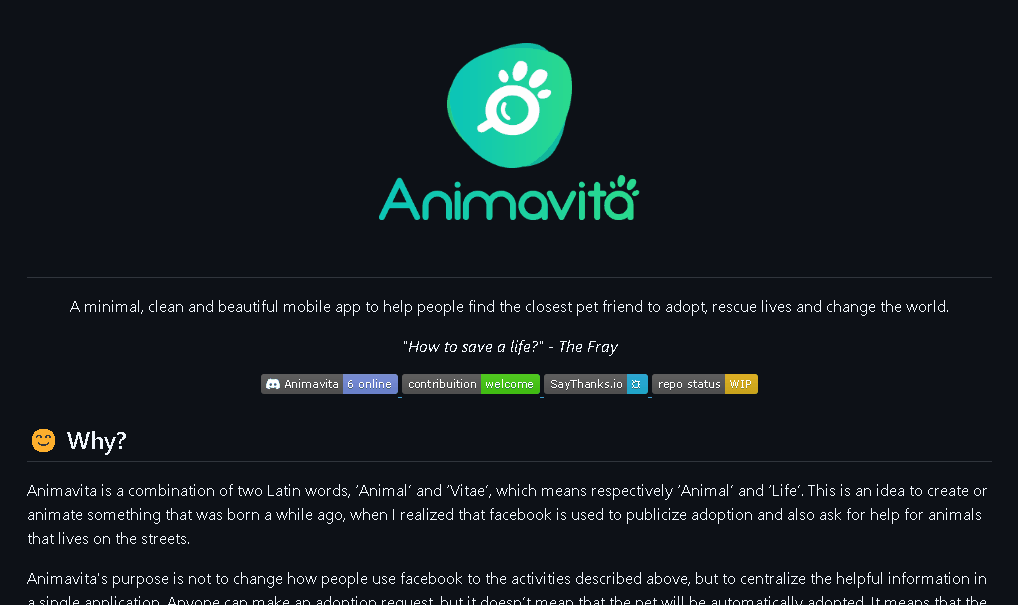 Animavita
A minimal, clean and beautiful mobile app to help people find the closest pet friend to adopt, rescue lives and change the world.
"How to save a life?" - The Fray
Animavita 6 online contribuition welcome SayThanks.io repo status WIP
Why?
Animavita is a combination of two Latin words, ‘Animal‘ and ‘Vitae‘, which means respectively ‘Animal‘ and ‘Life‘. This is an idea to create or
animate something that was born a while ago, when I realized that facebook is used to publicize adoption and also ask for help for animals
that lives on the streets.
Animavita's purpose is not to change how people use facebook to the activities described above, but to centralize the helpful information in
a single application. Anyone can make an adoption request, but it doesn't mean that the pet will be automatically adopted. It means that the